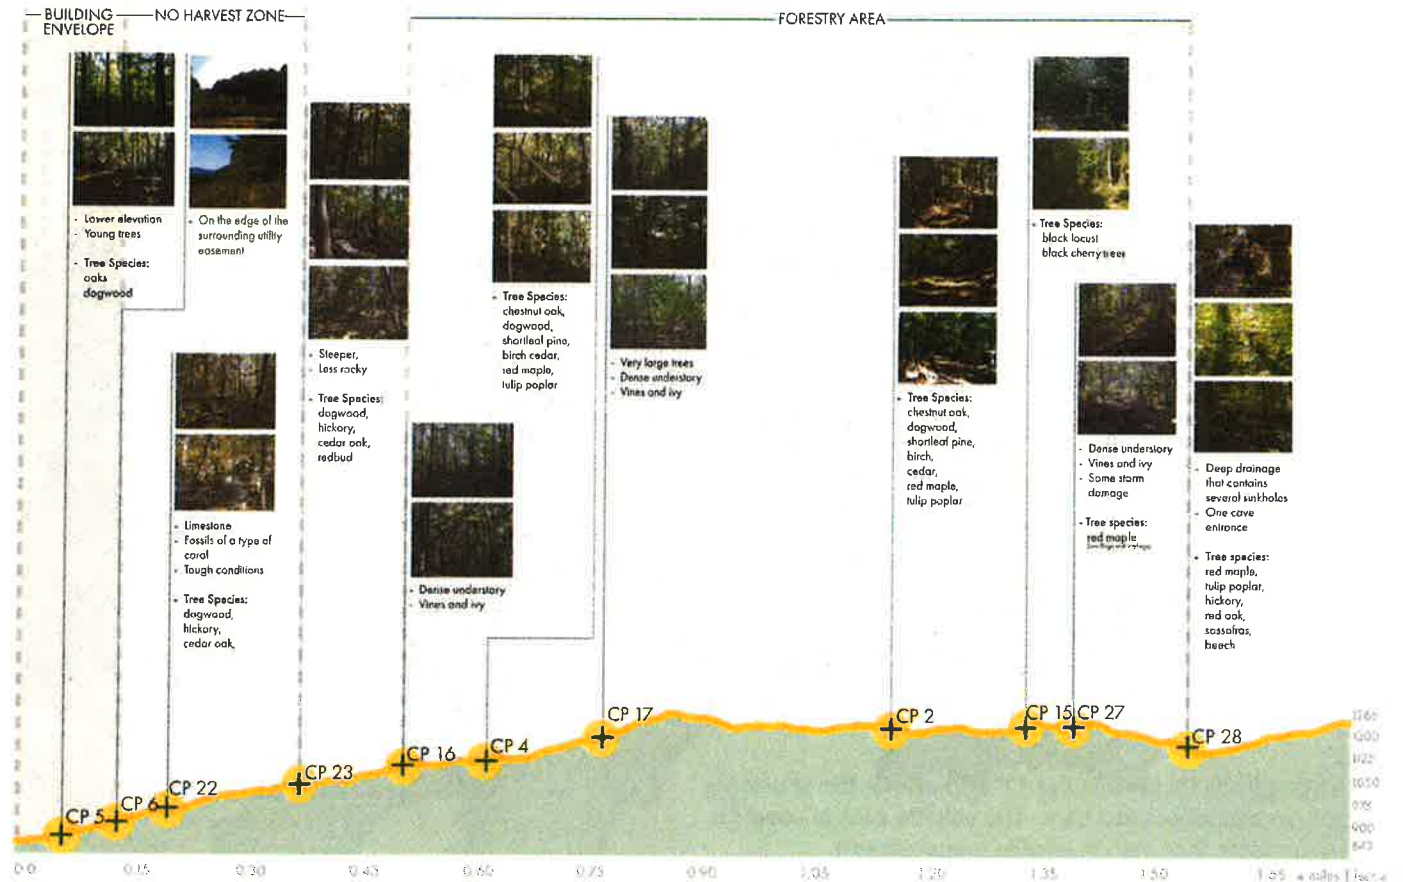 BUILDING
ENVELOPE
NO HARVEST ZONE
FORESTRY AREA
- Lower elevation
- Young trees
- Tree Species:
oaks
dogwood
- On the edge of the
surrounding utility
easement
- Limestone
- Fossils of a type of
coral
- Tough conditions
- Tree Species:
dogwood,
hickory,
cedar oak,
- Steeper,
- Less rocky
- Tree Species:
dogwood,
hickory,
cedar oak,
redbud
- Dense understory
- Vines and ivy
- Tree Species:
chestnut oak,
dogwood,
shortleaf pine,
birch cedar,
red maple,
tulip poplar
- Very large trees
- Dense understory
- Vines and ivy
- Tree Species:
chestnut oak,
dogwood,
shortleaf pine,
birch,
cedar,
red maple,
tulip poplar
- Tree Species:
black locust
black cherry trees
- Dense understory
- Vines and ivy
- Some storm
damage
- Tree species:
red maple
- Deep drainage
that contains
several sinkholes
- One cave
entrance
- Tree species:
red maple,
tulip poplar,
hickory,
red oak,
sassafras,
beech
CP 5
CP 6
CP 22
CP 23
CP 16
CP 4
CP 17
CP 2
CP 15
CP 27
CP 28
1200
1125
1050
975
900
0.0
0.15
0.30
0.45
0.60
0.75
0.90
1.05
1.20
1.35
1.50
1.65